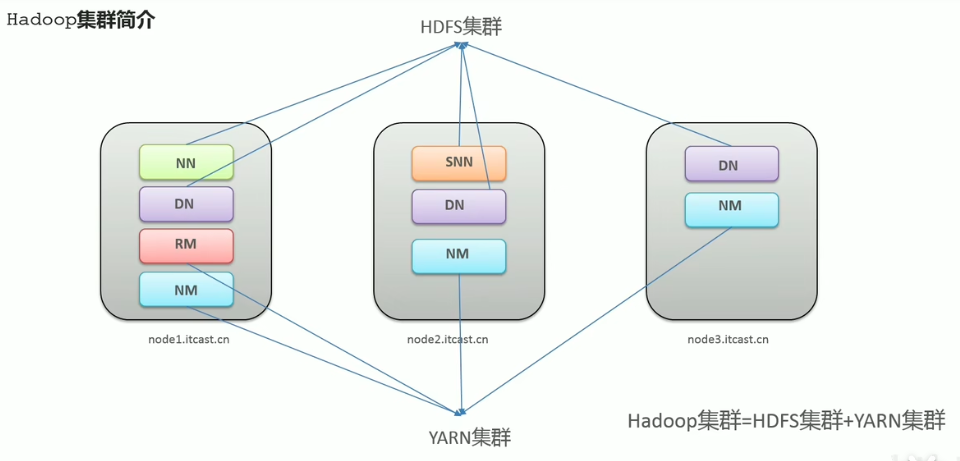 Hadoop集群简介
HDFS集群
NN
DN
RM
NM
SNN
DN
NM
DN
NM
node1.itcast.cn
node2.itcast.cn
node3.itcast.cn
YARN集群
Hadoop集群=HDFS集群+YARN集群